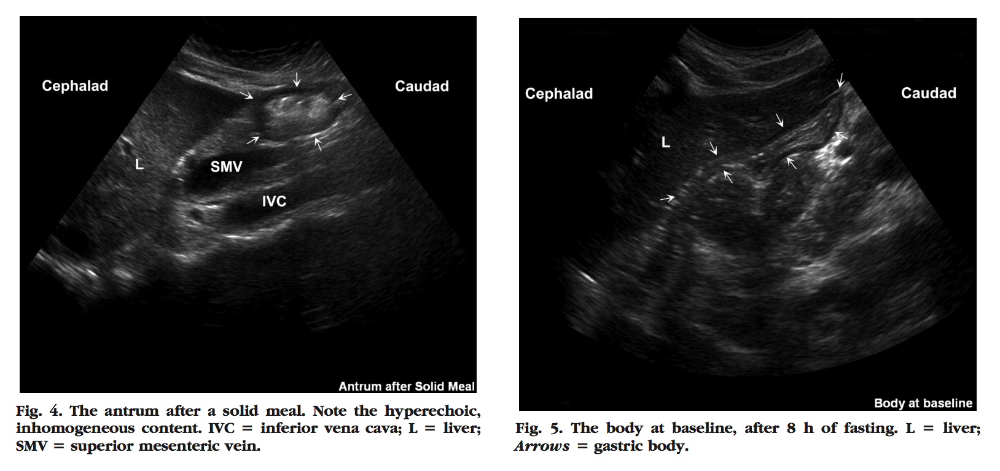 Cephalad
Caudad
L
SMV
IVC
Antrum after Solid Meal
Fig. 4. The antrum after a solid meal. Note the hyperechoic,
inhomogeneous content. IVC = inferior vena cava; L = liver;
SMV = superior mesenteric vein.
Cephalad
Caudad
L
Body at baseline
Fig. 5. The body at baseline, after 8 h of fasting. L = liver;
Arrows = gastric body.